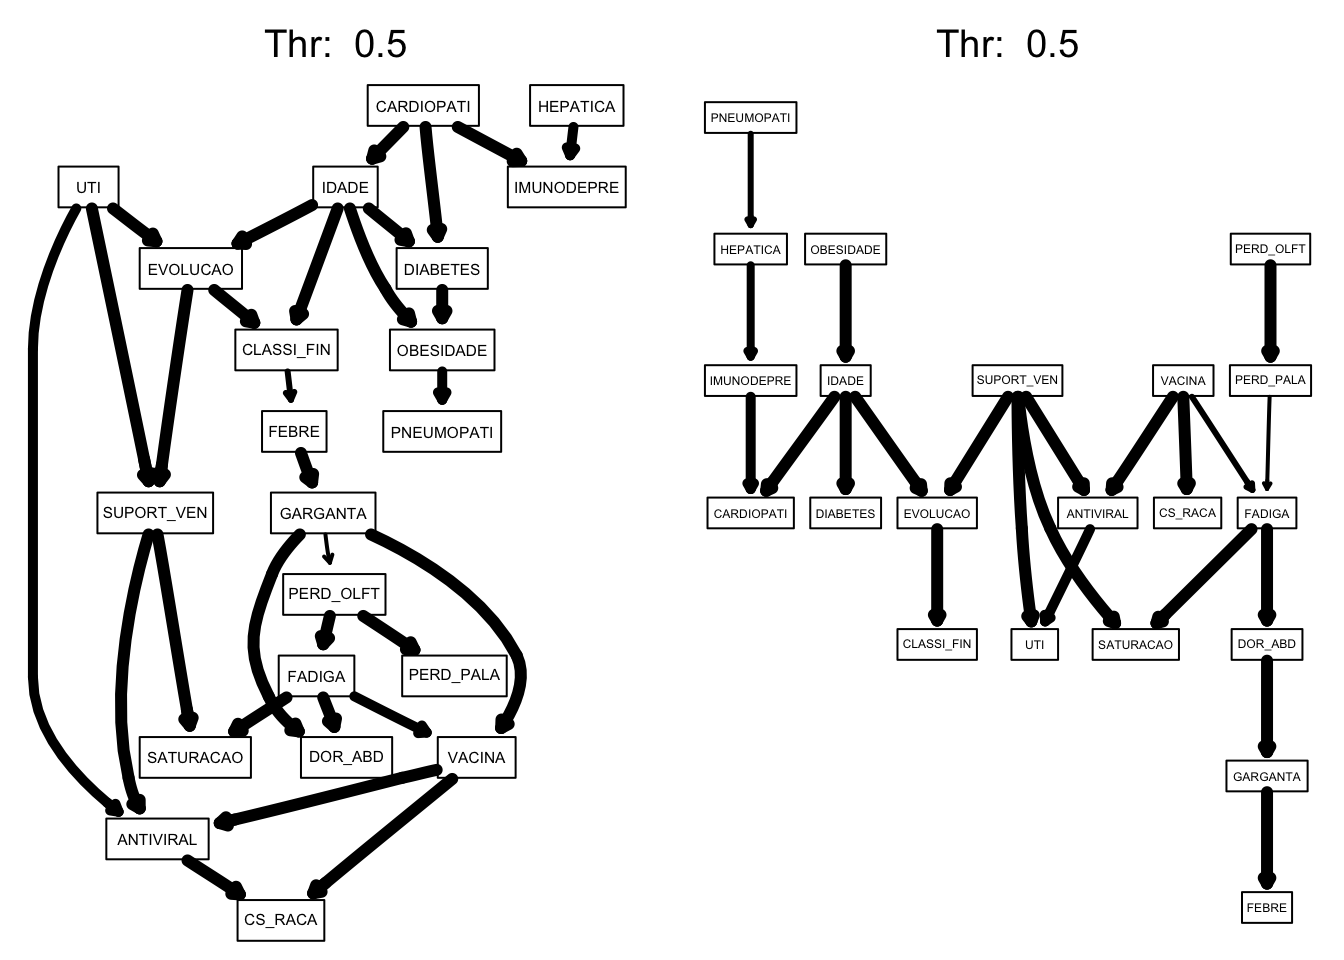 Thr: 0.5
CARDIOPATI
HEPATICA
UTI
IDADE
IMUNODEPRE
EVOLUCAO
DIABETES
CLASSI_FIN
OBESIDADE
FEBRE
PNEUMOPATI
SUPORT_VEN
GARGANTA
PERD_OLFT
FADIGA
PERD_PALA
SATURACAO
DOR_ABD
VACINA
ANTIVIRAL
CS_RACA
Thr: 0.5
PNEUMOPATI
HEPATICA
OBESIDADE
PERD_OLFT
IMUNODEPRE
IDADE
SUPORT_VEN
VACINA
PERD_PALA
CARDIOPATI
DIABETES
EVOLUCAO
ANTIVIRAL
CS_RACA
FADIGA
CLASSI_FIN
UTI
SATURACAO
DOR_ABD
GARGANTA
FEBRE